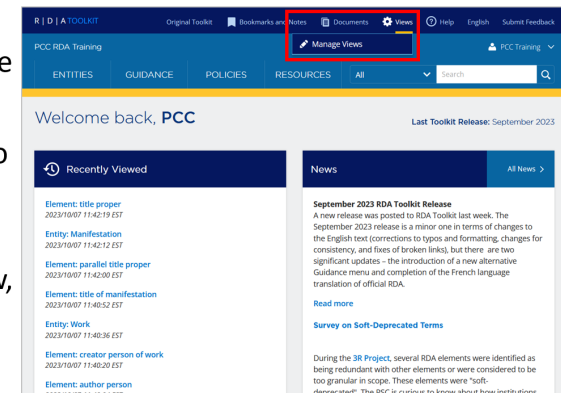 R | D | A TOOLKIT Original Toolkit Bookmarks and Notes Documents Views Help English Submit Feedback
Manage Views
PCC RDA Training PCC Training
ENTITIES GUIDANCE POLICIES RESOURCES All Search
Welcome back, PCC
Last Toolkit Release: September 2023
Recently Viewed
Element: title proper
2023/10/07 11:42:19 EST
Entity: Manifestation
2023/10/07 11:42:12 EST
Element: parallel title proper
2023/10/07 11:42:00 EST
Element: title of manifestation
2023/10/07 11:40:52 EST
Entity: Work
2023/10/07 11:40:36 EST
Element: creator person of work
2023/10/07 11:40:20 EST
Element: author person
News All News >
September 2023 RDA Toolkit Release
A new release was posted to RDA Toolkit last week. The
September 2023 release is a minor one in terms of changes to
the English text (corrections to typos and formatting, changes for
consistency, and fixes of broken links), but there are two
significant updates – the introduction of a new alternative
Guidance menu and completion of the French language
translation of official RDA.
Read more
Survey on Soft-Deprecated Terms
During the 3R Project, several RDA elements were identified as
being redundant with other elements or were considered to be
too granular in scope. These elements were "soft-
deprecated". The PSC is curious to know about how institutions